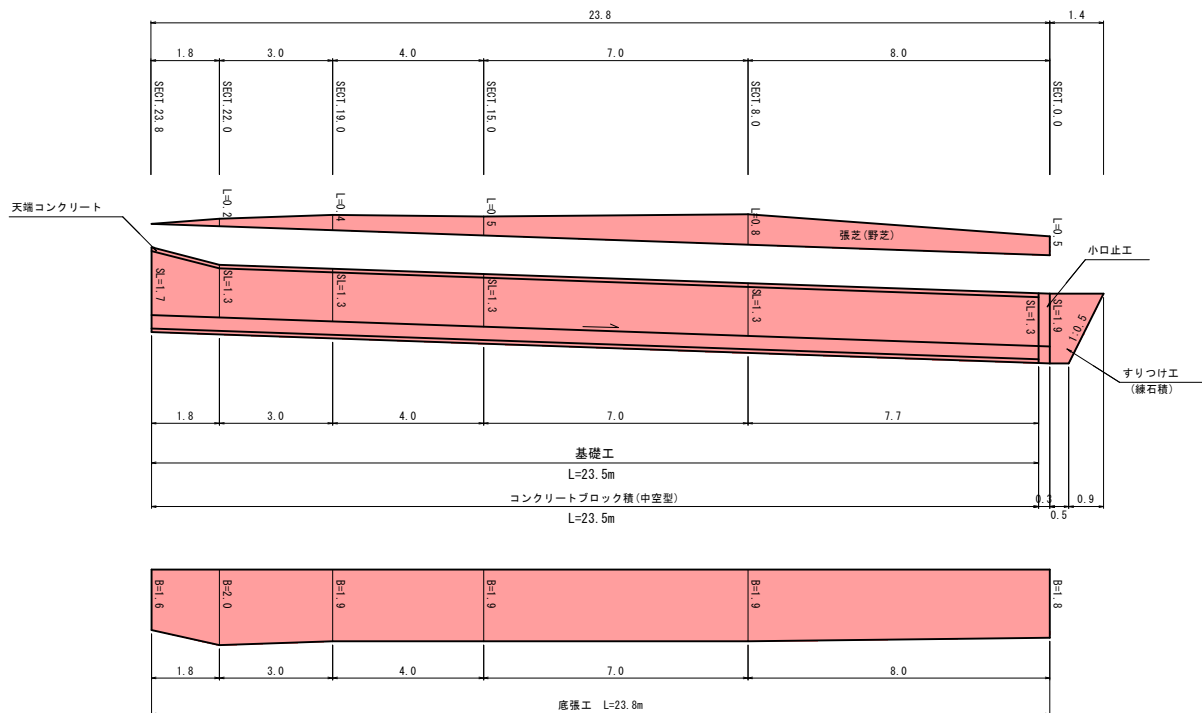 23.8
1.4
1.8
3.0
4.0
7.0
8.0
SECT.23.8
SECT.22.0
SECT.19.0
SECT.15.0
SECT.8.0
SECT.0.0
天端コンクリート
L=0.2
L=0.4
L=0.5
L=0.8
L=0.5
張芝(野芝)
小口止工
SL=1.7
SL=1.3
SL=1.3
SL=1.3
SL=1.3
SL=1.3
SL=1.9
1:0.5
すりつけ工
(練石積)
1.8
3.0
4.0
7.0
7.7
基礎工
L=23.5m
コンクリートブロック積(中空型)
L=23.5m
0.3
0.5
0.9
B=1.6
B=2.0
B=1.9
B=1.9
B=1.9
B=1.8
1.8
3.0
4.0
7.0
8.0
底張工 L=23.8m